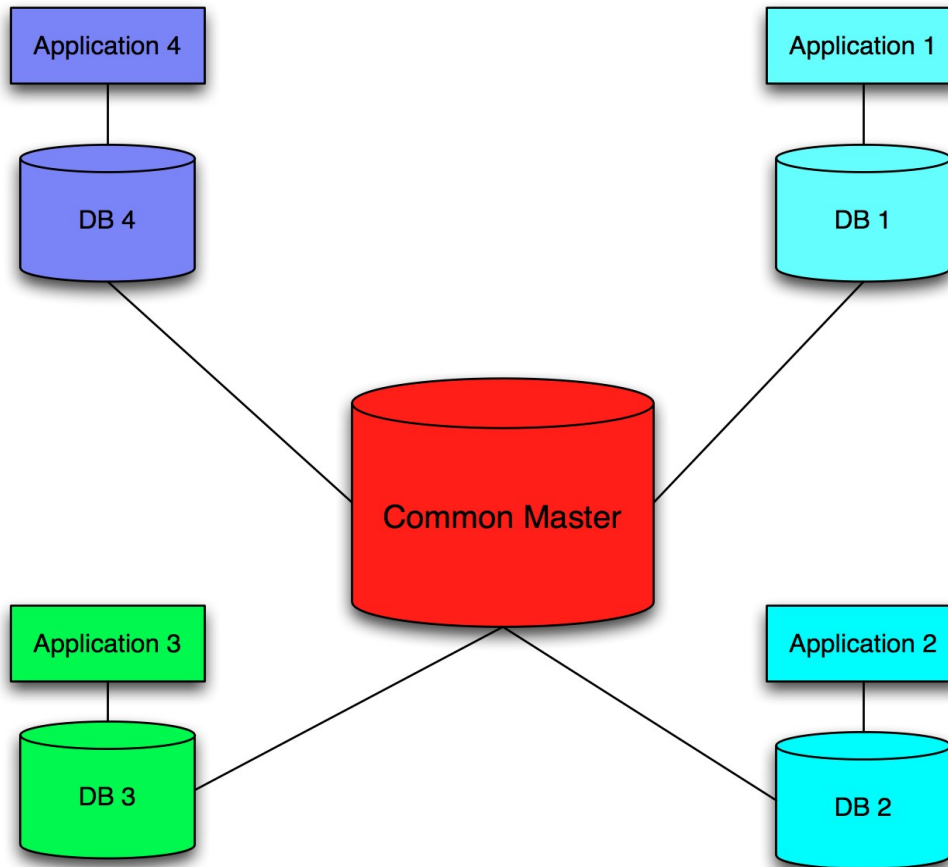 Application 4
Application 1
DB 4
DB 1
Common Master
Application 3
Application 2
DB 3
DB 2